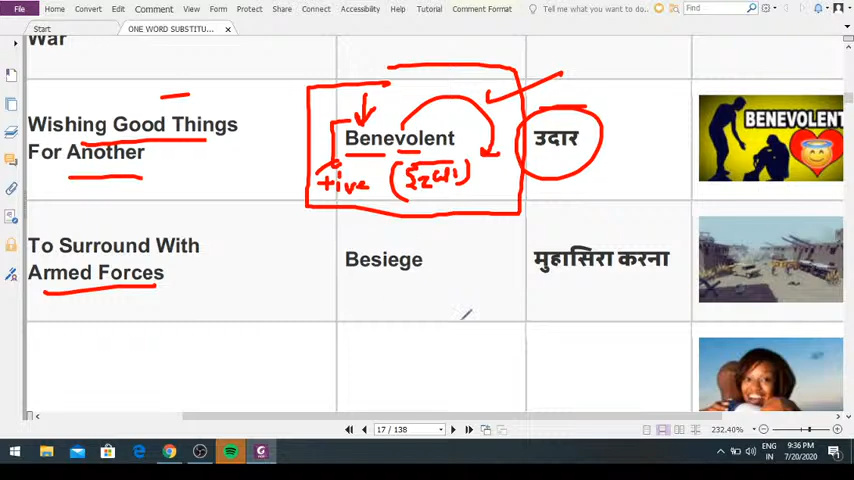 File Home Convert Edit Comment View Form Protect Share Connect Help Tutorial Comment Format Tell me what you want to do... Find
Start ONE WORD SUBSTITU...
War
Wishing Good Things
For Another
Benevolent
+ive
उदार
BENEVOLENT
To Surround With
Armed Forces
Besiege
मुहासिरा करना
17 / 138
232.40%
ENG
IN
9:36 PM
7/20/2020